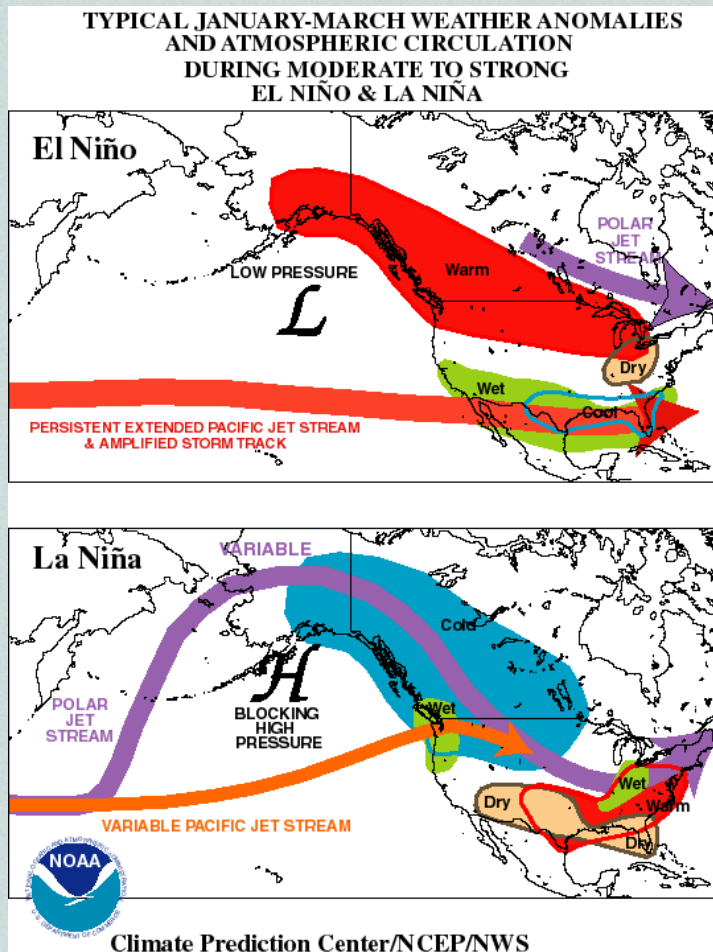 TYPICAL JANUARY-MARCH WEATHER ANOMALIES
AND ATMOSPHERIC CIRCULATION
DURING MODERATE TO STRONG
EL NIÑO & LA NIÑA
El Niño
POLAR
JET
STREAM
LOW PRESSURE
L
Warm
Dry
Wet
Cool
PERSISTENT EXTENDED PACIFIC JET STREAM
& AMPLIFIED STORM TRACK
La Niña
VARIABLE
Cold
POLAR
JET
STREAM
H
BLOCKING
HIGH
PRESSURE
Wet
Wet
Dry
Warm
Dry
VARIABLE PACIFIC JET STREAM
NOAA
Climate Prediction Center/NCEP/NWS